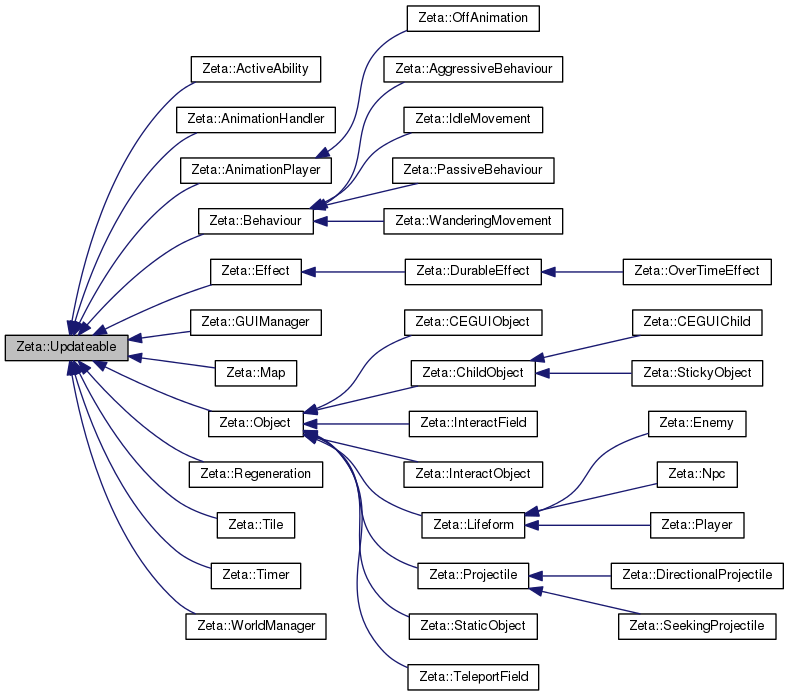 Zeta::OffAnimation
Zeta::ActiveAbility
Zeta::AggressiveBehaviour
Zeta::AnimationHandler
Zeta::IdleMovement
Zeta::AnimationPlayer
Zeta::PassiveBehaviour
Zeta::Behaviour
Zeta::WanderingMovement
Zeta::Effect
Zeta::DurableEffect
Zeta::OverTimeEffect
Zeta::GUIManager
Zeta::CEGUIObject
Zeta::CEGUIChild
Zeta::Updateable
Zeta::Map
Zeta::ChildObject
Zeta::StickyObject
Zeta::Object
Zeta::InteractField
Zeta::Enemy
Zeta::Regeneration
Zeta::InteractObject
Zeta::Npc
Zeta::Tile
Zeta::Lifeform
Zeta::Player
Zeta::Timer
Zeta::Projectile
Zeta::DirectionalProjectile
Zeta::WorldManager
Zeta::StaticObject
Zeta::SeekingProjectile
Zeta::TeleportField